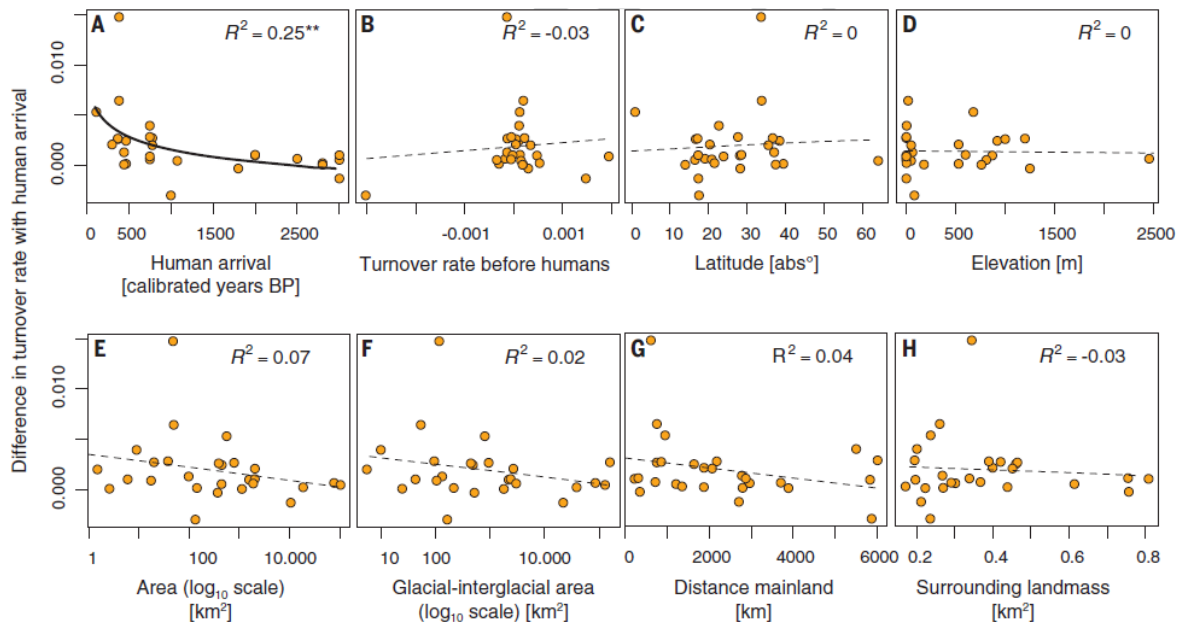 Difference in turnover rate with human arrival
A
R² = 0.25**
B
R² = -0.03
C
R² = 0
D
R² = 0
0.010
0.000
0 500 1500 2500
-0.001 0.001
0 10 20 30 40 50 60
0 500 1500 2500
Human arrival
[calibrated years BP]
Turnover rate before humans
Latitude [abs°]
Elevation [m]
E
R² = 0.07
F
R² = 0.02
G
R² = 0.04
H
R² = -0.03
0.010
0.000
1 100 10.000
10 100 10.000
0 2000 4000 6000
0.2 0.4 0.6 0.8
Area (log₁₀ scale)
[km²]
Glacial-interglacial area
(log₁₀ scale) [km²]
Distance mainland
[km]
Surrounding landmass
[km²]